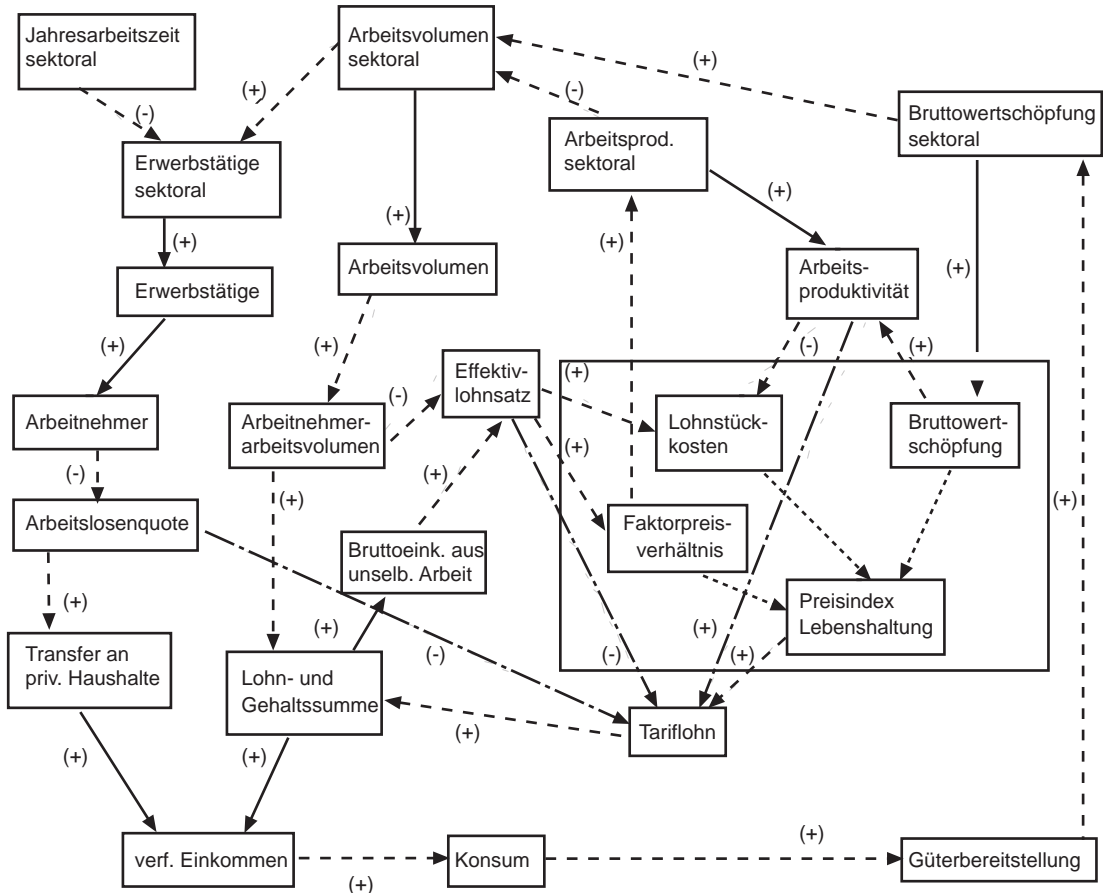 Jahresarbeitszeit
sektoral
Arbeitsvolumen
sektoral
(+)
(-)
(+)
(-)
Bruttowertschöpfung
sektoral
Arbeitsprod.
sektoral
Erwerbstätige
sektoral
(+)
(+)
(+)
(+)
Arbeitsvolumen
Arbeits-
produktivität
(+)
Erwerbstätige
(+)
(+)
(-)
(+)
Effektiv-
lohnsatz
(+)
Arbeitnehmer
Arbeitnehmer-
arbeitsvolumen
(-)
Lohnstück-
kosten
Bruttowert-
schöpfung
(+)
(-)
(+)
(+)
(+)
Arbeitslosenquote
Faktorpreis-
verhältnis
Bruttoeink. aus
unselb. Arbeit
(+)
Preisindex
Lebenshaltung
(+)
(+)
Transfer an
priv. Haushalte
(-)
(-)
(+)
Lohn- und
Gehaltssumme
Tariflohn
(+)
(+)
(+)
verf. Einkommen
(+)
Konsum
(+)
Güterbereitstellung